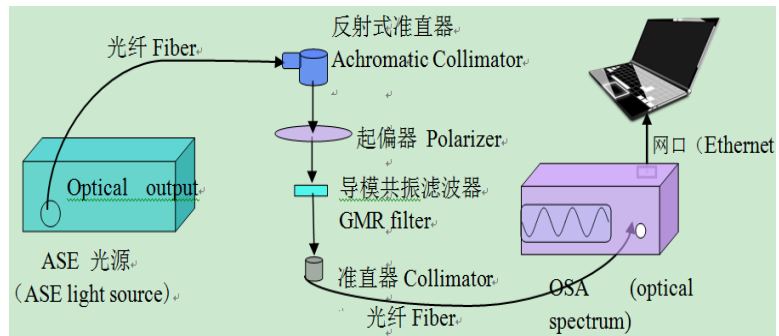 光纤 Fiber
反射式准直器
Achromatic Collimator
起偏器 Polarizer
导模共振滤波器
GMR filter
网口（Ethernet
Optical output
ASE 光源
（ASE light source）
准直器 Collimator
光纤 Fiber
OSA (optical
spectrum)